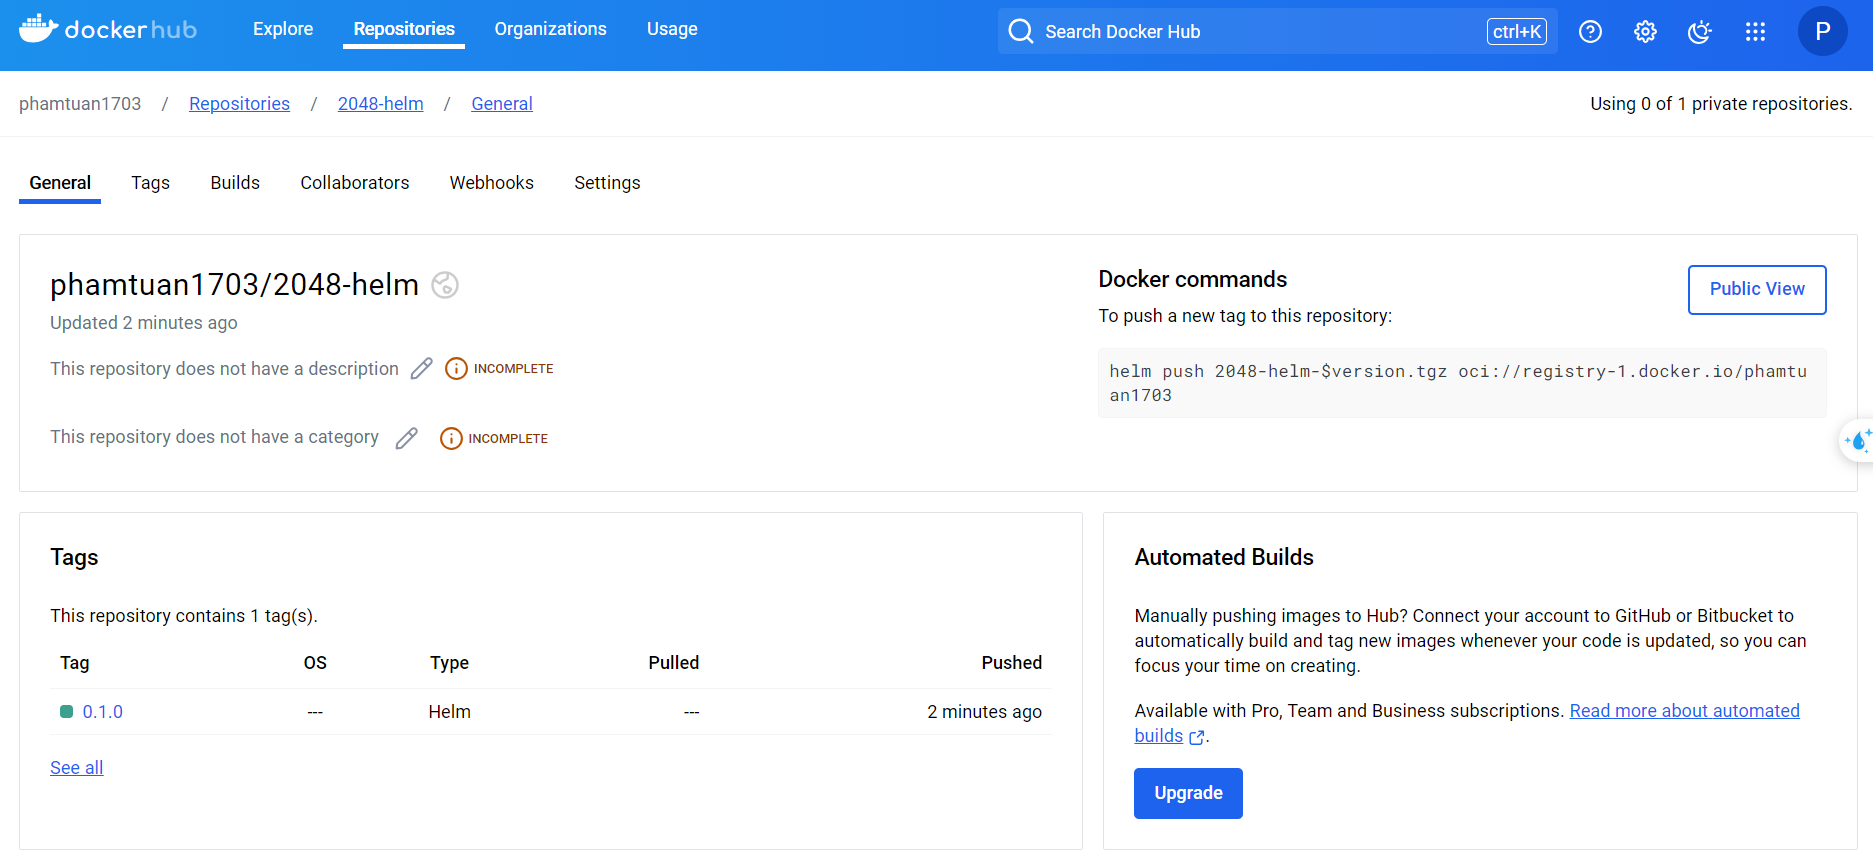 dockerhub
Explore
Repositories
Organizations
Usage
Search Docker Hub
ctrl+K
P
phamtuan1703 / Repositories / 2048-helm / General
Using 0 of 1 private repositories.
General
Tags
Builds
Collaborators
Webhooks
Settings
phamtuan1703/2048-helm
Updated 2 minutes ago
This repository does not have a description
INCOMPLETE
This repository does not have a category
INCOMPLETE
Docker commands
Public View
To push a new tag to this repository:
helm push 2048-helm-$version.tgz oci://registry-1.docker.io/phamtu
an1703
Tags
This repository contains 1 tag(s).
Tag OS Type Pulled Pushed
0.1.0 --- Helm --- 2 minutes ago
See all
Automated Builds
Manually pushing images to Hub? Connect your account to GitHub or Bitbucket to
automatically build and tag new images whenever your code is updated, so you can
focus your time on creating.
Available with Pro, Team and Business subscriptions. Read more about automated
builds .
Upgrade